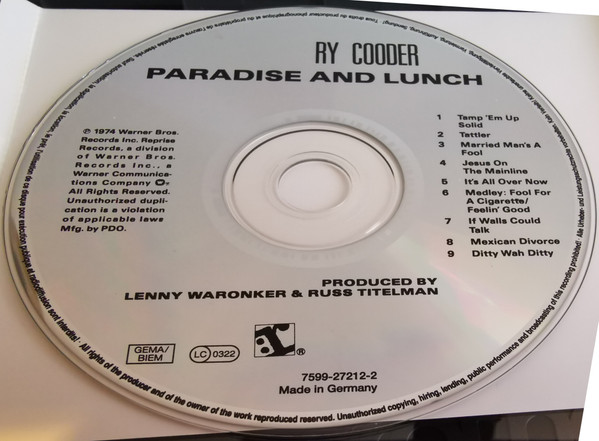 RY COODER
PARADISE AND LUNCH
℗ 1974 Warner Bros.
Records Inc. Reprise
Records, a division
of Warner Bros.
Records Inc., a
Warner Communica-
tions Company
All Rights Reserved.
Unauthorized dupli-
cation is a violation
of applicable laws
Mfg. by PDO.
1 Tamp 'Em Up
Solid
2 Tattler
3 Married Man's A
Fool
4 Jesus On
The Mainline
5 It's All Over Now
6 Medley: Fool For
A Cigarette/
Feelin' Good
7 If Walls Could
Talk
8 Mexican Divorce
9 Ditty Wah Ditty
PRODUCED BY
LENNY WARONKER & RUSS TITELMAN
GEMA/
BIEM
LC 0322
r®
7599-27212-2
Made in Germany
All rights of the producer and of the owner of the work reproduced reserved. Unauthorized copying, hiring, lending, public performance and broadcasting of this recording prohibited!